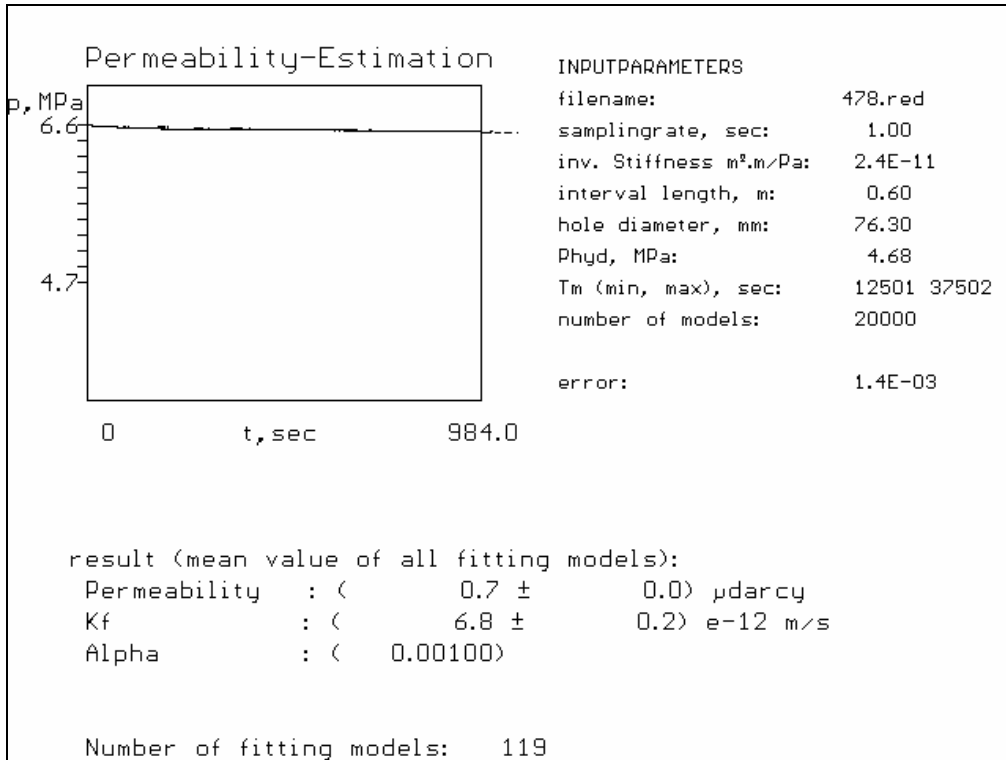 Permeability-Estimation
p,MPa
6.6
4.7
0 t,sec 984.0
INPUTPARAMETERS
filename: 478.red
samplingrate, sec: 1.00
inv. Stiffness m².m/Pa: 2.4E-11
interval length, m: 0.60
hole diameter, mm: 76.30
Phyd, MPa: 4.68
Tm (min, max), sec: 12501 37502
number of models: 20000
error: 1.4E-03
result (mean value of all fitting models):
Permeability : ( 0.7 ± 0.0) µdarcy
Kf : ( 6.8 ± 0.2) e-12 m/s
Alpha : ( 0.00100)
Number of fitting models: 119